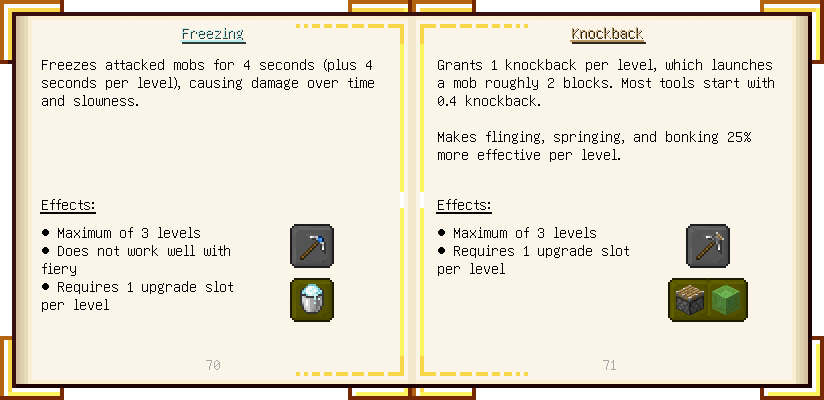 Freezing
Freezes attacked mobs for 4 seconds (plus 4
seconds per level), causing damage over time
and slowness.
Effects:
● Maximum of 3 levels
● Does not work well with
fiery
● Requires 1 upgrade slot
per level
70
Knockback
Grants 1 knockback per level, which launches
a mob roughly 2 blocks. Most tools start with
0.4 knockback.
Makes flinging, springing, and bonking 25%
more effective per level.
Effects:
● Maximum of 3 levels
● Requires 1 upgrade slot
per level
71